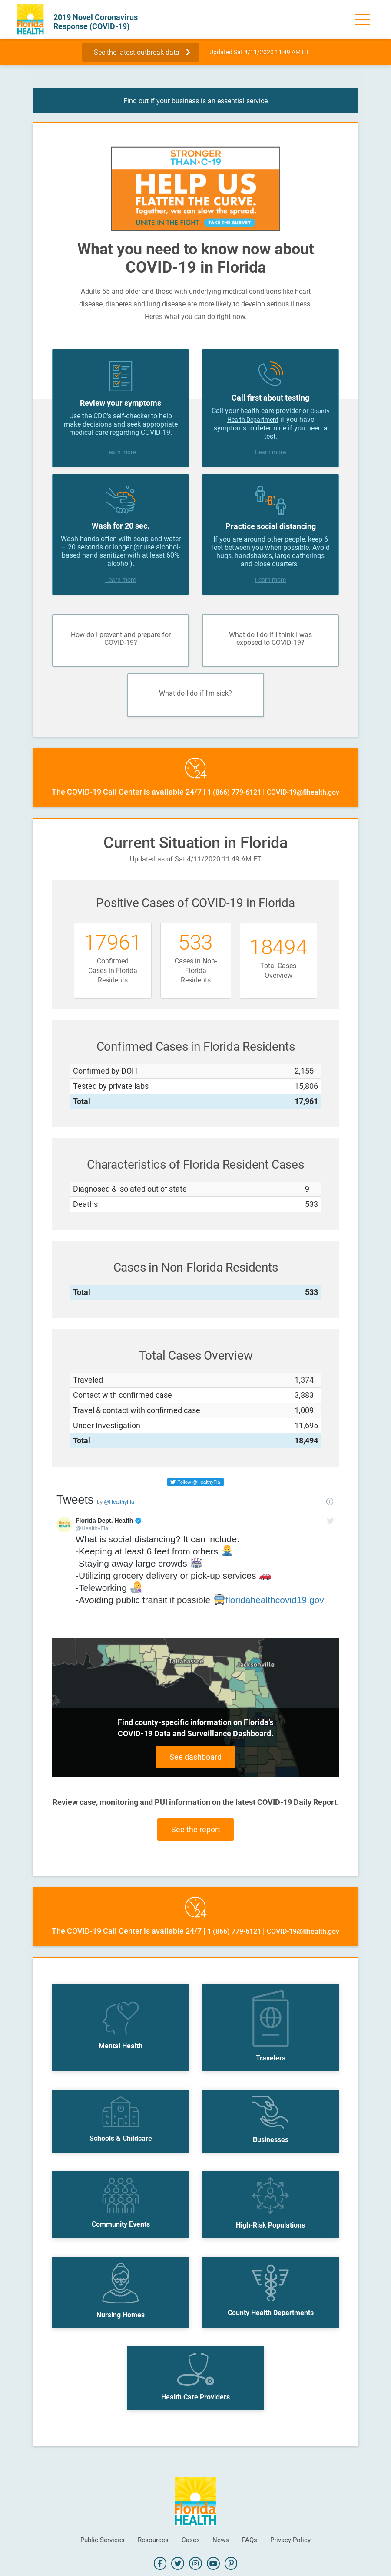 Florida
HEALTH
2019 Novel Coronavirus
Response (COVID-19)
See the latest outbreak data
Updated Sat 4/11/2020 11:49 AM ET
Find out if your business is an essential service
STRONGER
THAN C-19
HELP US
FLATTEN THE CURVE.
Together, we can slow the spread.
UNITE IN FIGHTING TAKE THE SURVEY
What you need to know now about
COVID-19 in Florida
Adults 65 and older and those with underlying medical conditions like heart
disease, diabetes and lung disease are more likely to develop serious illness.
Here's what you can do right now.
Review your symptoms
Use the CDC's self-checker to help
make decisions and seek appropriate
medical care regarding COVID-19.
Learn more
Call first about testing
Call your health care provider or County
Health Department if you have
symptoms to determine if you need a
test.
Learn more
Wash for 20 sec.
Wash hands often with soap and water
– 20 seconds or longer (or use alcohol-
based hand sanitizer with at least 60%
alcohol).
Learn more
6'
Practice social distancing
If you are around other people, keep 6
feet between you when possible. Avoid
hugs, handshakes, large gatherings
and close quarters.
Learn more
How do I prevent and prepare for
COVID-19?
What do I do if I think I was
exposed to COVID-19?
What do I do if I'm sick?
24
The COVID-19 Call Center is available 24/7 | 1 (866) 779-6121 | COVID-19@flhealth.gov
Current Situation in Florida
Updated as of Sat 4/11/2020 11:49 AM ET
Positive Cases of COVID-19 in Florida
17961
Confirmed
Cases in Florida
Residents
533
Cases in Non-
Florida
Residents
18494
Total Cases
Overview
Confirmed Cases in Florida Residents
Confirmed by DOH 2,155
Tested by private labs 15,806
Total 17,961
Characteristics of Florida Resident Cases
Diagnosed & isolated out of state 9
Deaths 533
Cases in Non-Florida Residents
Total 533
Total Cases Overview
Traveled 1,374
Contact with confirmed case 3,883
Travel & contact with confirmed case 1,009
Under Investigation 11,695
Total 18,494
Follow @HealthyFla
Tweets by @HealthyFla
Florida Dept. Health
@HealthyFla
What is social distancing? It can include:
-Keeping at least 6 feet from others
-Staying away large crowds
-Utilizing grocery delivery or pick-up services
-Teleworking
-Avoiding public transit if possible floridahealthcovid19.gov
Tallahassee
Jacksonville
Find county-specific information on Florida's
COVID-19 Data and Surveillance Dashboard.
See dashboard
Review case, monitoring and PUI information on the latest COVID-19 Daily Report.
See the report
24
The COVID-19 Call Center is available 24/7 | 1 (866) 779-6121 | COVID-19@flhealth.gov
Mental Health
Travelers
Schools & Childcare
Businesses
Community Events
High-Risk Populations
Nursing Homes
County Health Departments
Health Care Providers
Florida
HEALTH
Public Services Resources Cases News FAQs Privacy Policy